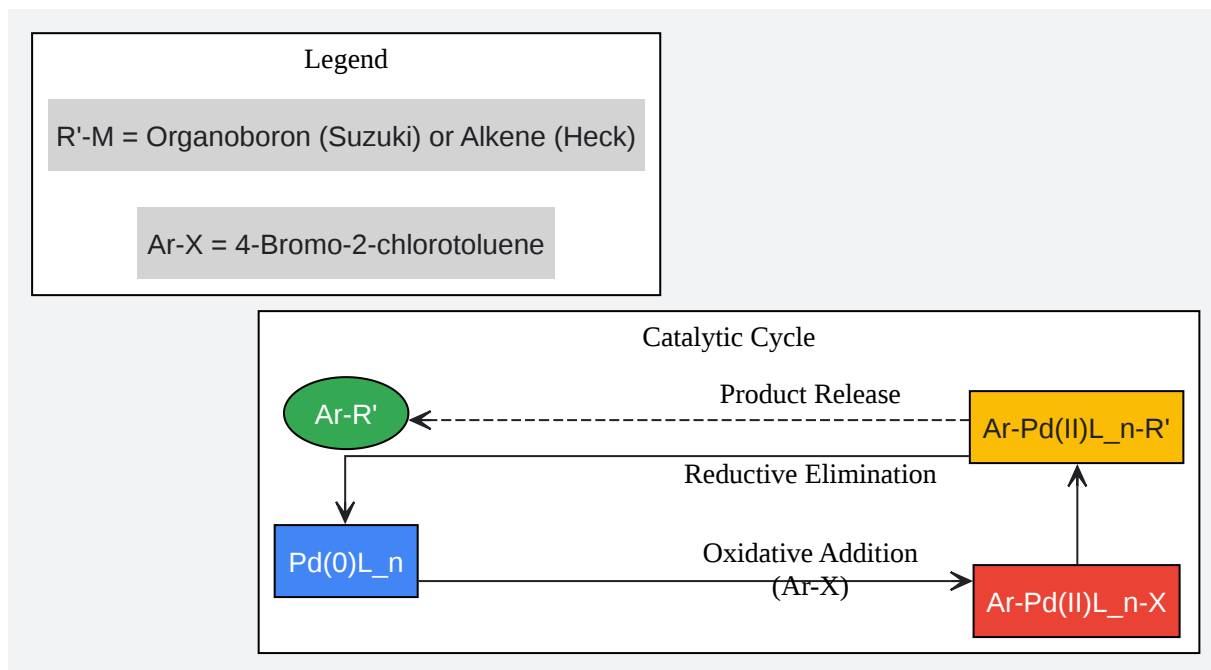 Legend
R'-M = Organoboron (Suzuki) or Alkene (Heck)
Ar-X = 4-Bromo-2-chlorotoluene
Catalytic Cycle
Product Release
Ar-R'
Ar-Pd(II)L_n-R'
Reductive Elimination
Pd(0)L_n
Oxidative Addition
(Ar-X)
Ar-Pd(II)L_n-X